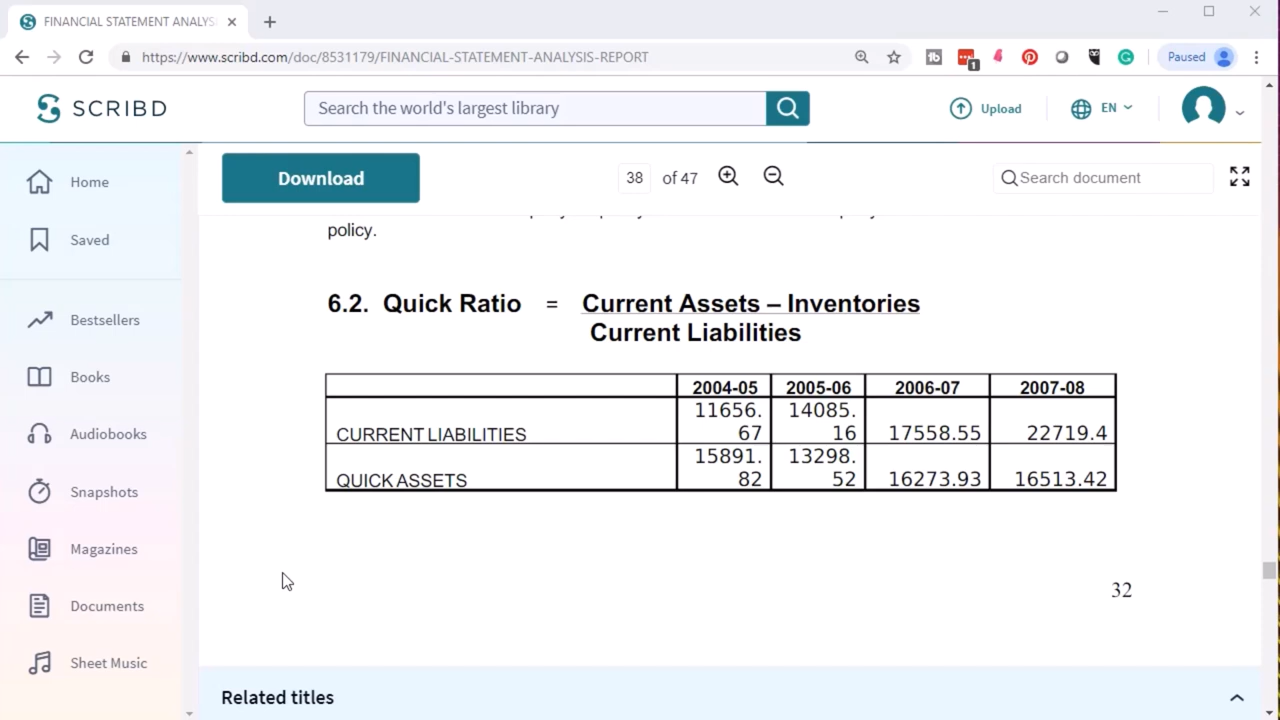 FINANCIAL STATEMENT ANALYS
https://www.scribd.com/doc/8531179/FINANCIAL-STATEMENT-ANALYSIS-REPORT
1
Paused
SCRIBD
Search the world's largest library
Upload
EN
Download
38 of 47
Search document
Home
Saved
Bestsellers
Books
Audiobooks
Snapshots
Magazines
Documents
Sheet Music
policy.
6.2. Quick Ratio = Current Assets – Inventories
Current Liabilities
2004-05 2005-06 2006-07 2007-08
11656. 14085.
CURRENT LIABILITIES 67 16 17558.55 22719.4
15891. 13298.
QUICK ASSETS 82 52 16273.93 16513.42
32
Related titles